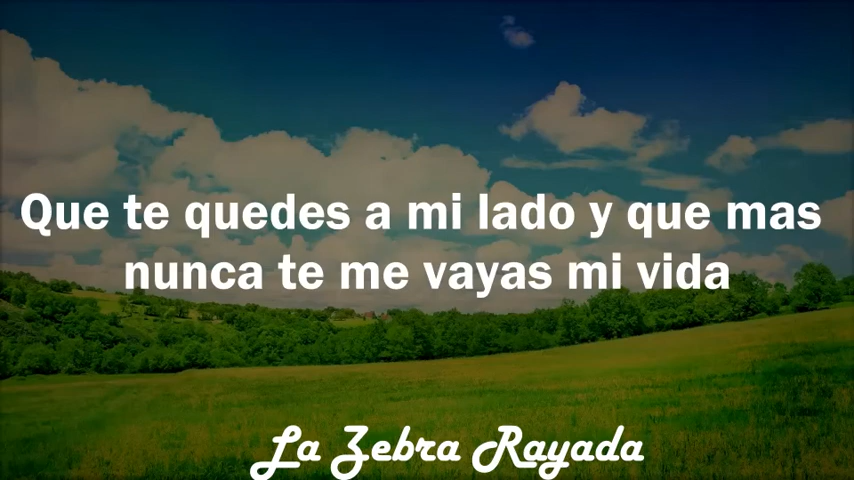 Que te quedes a mi lado y que mas
nunca te me vayas mi vida
La Zebra Rayada